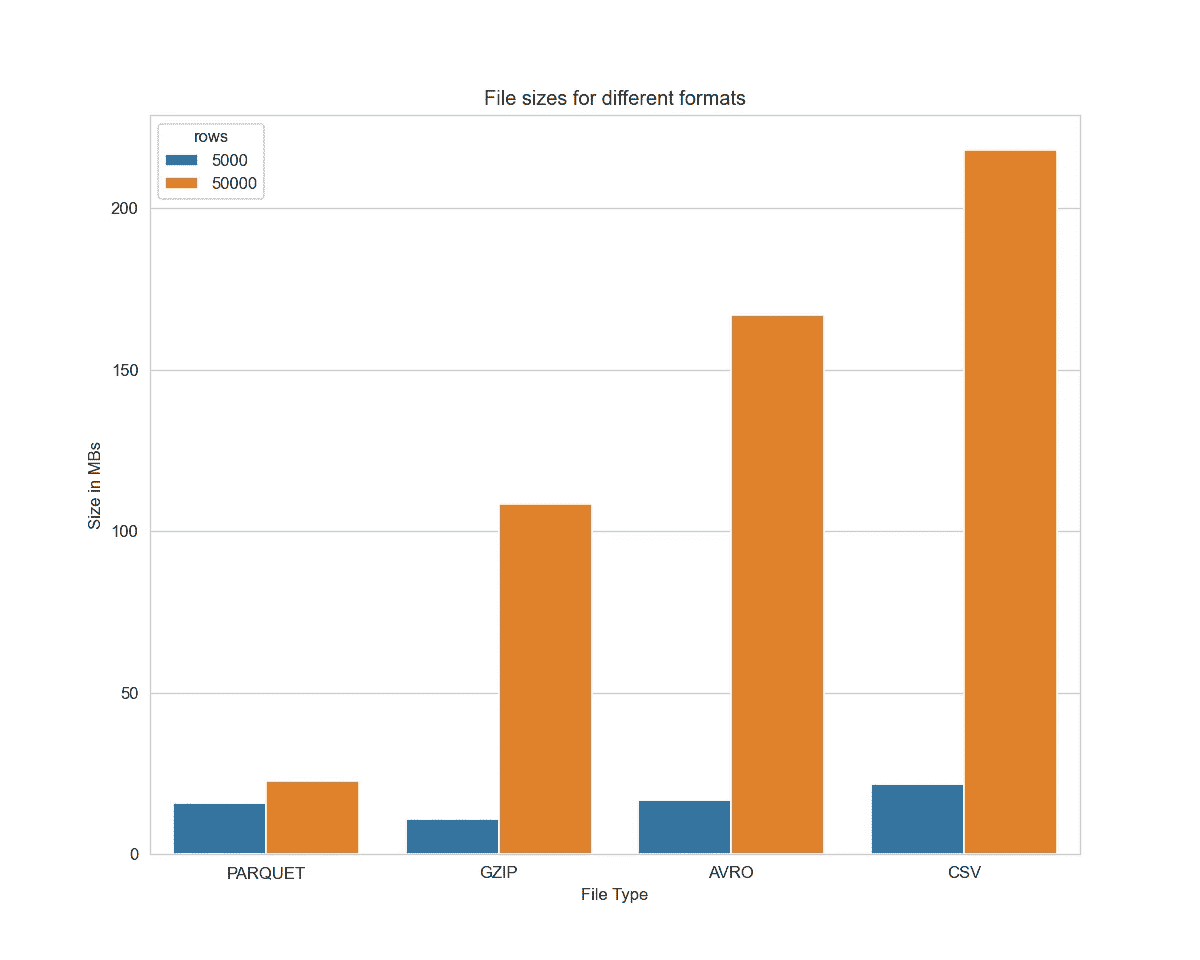 File sizes for different formats
rows
5000
50000
200
150
100
50
0
Size in MBs
PARQUET GZIP AVRO CSV
File Type